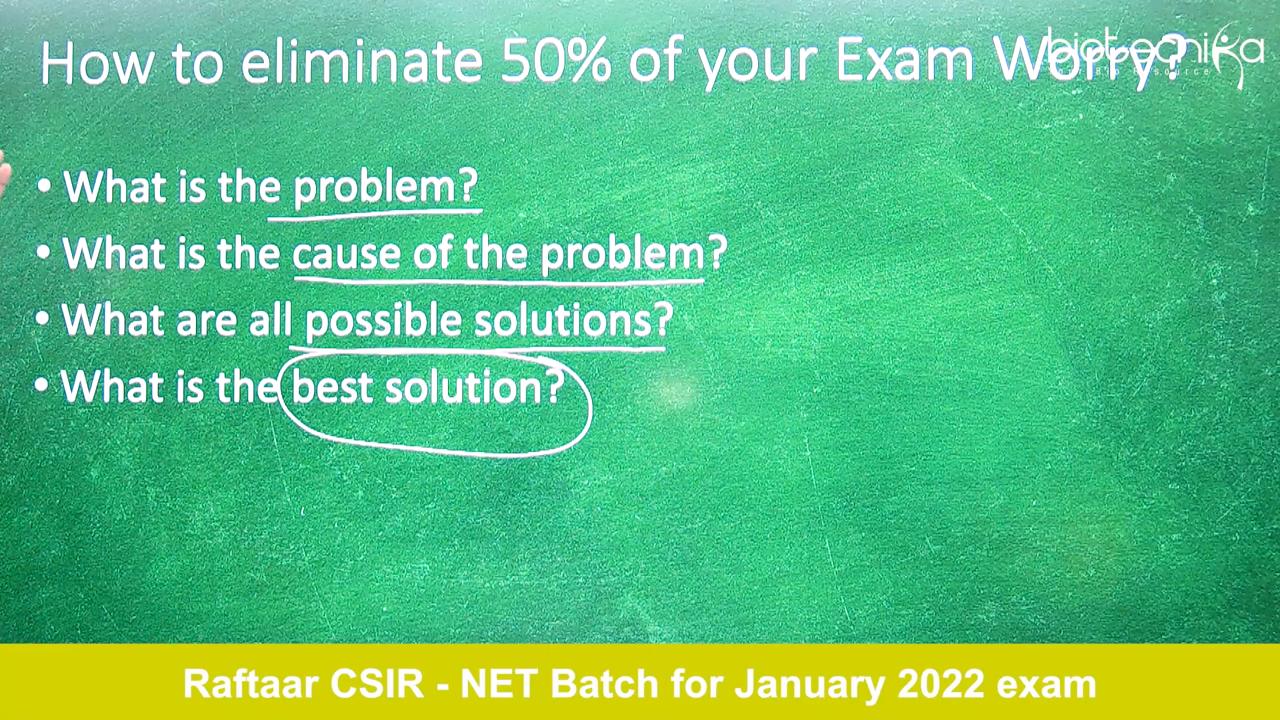 How to eliminate 50% of your Exam Worry?
biotecnika
• What is the problem?
• What is the cause of the problem?
• What are all possible solutions?
• What is the best solution?
Raftaar CSIR - NET Batch for January 2022 exam